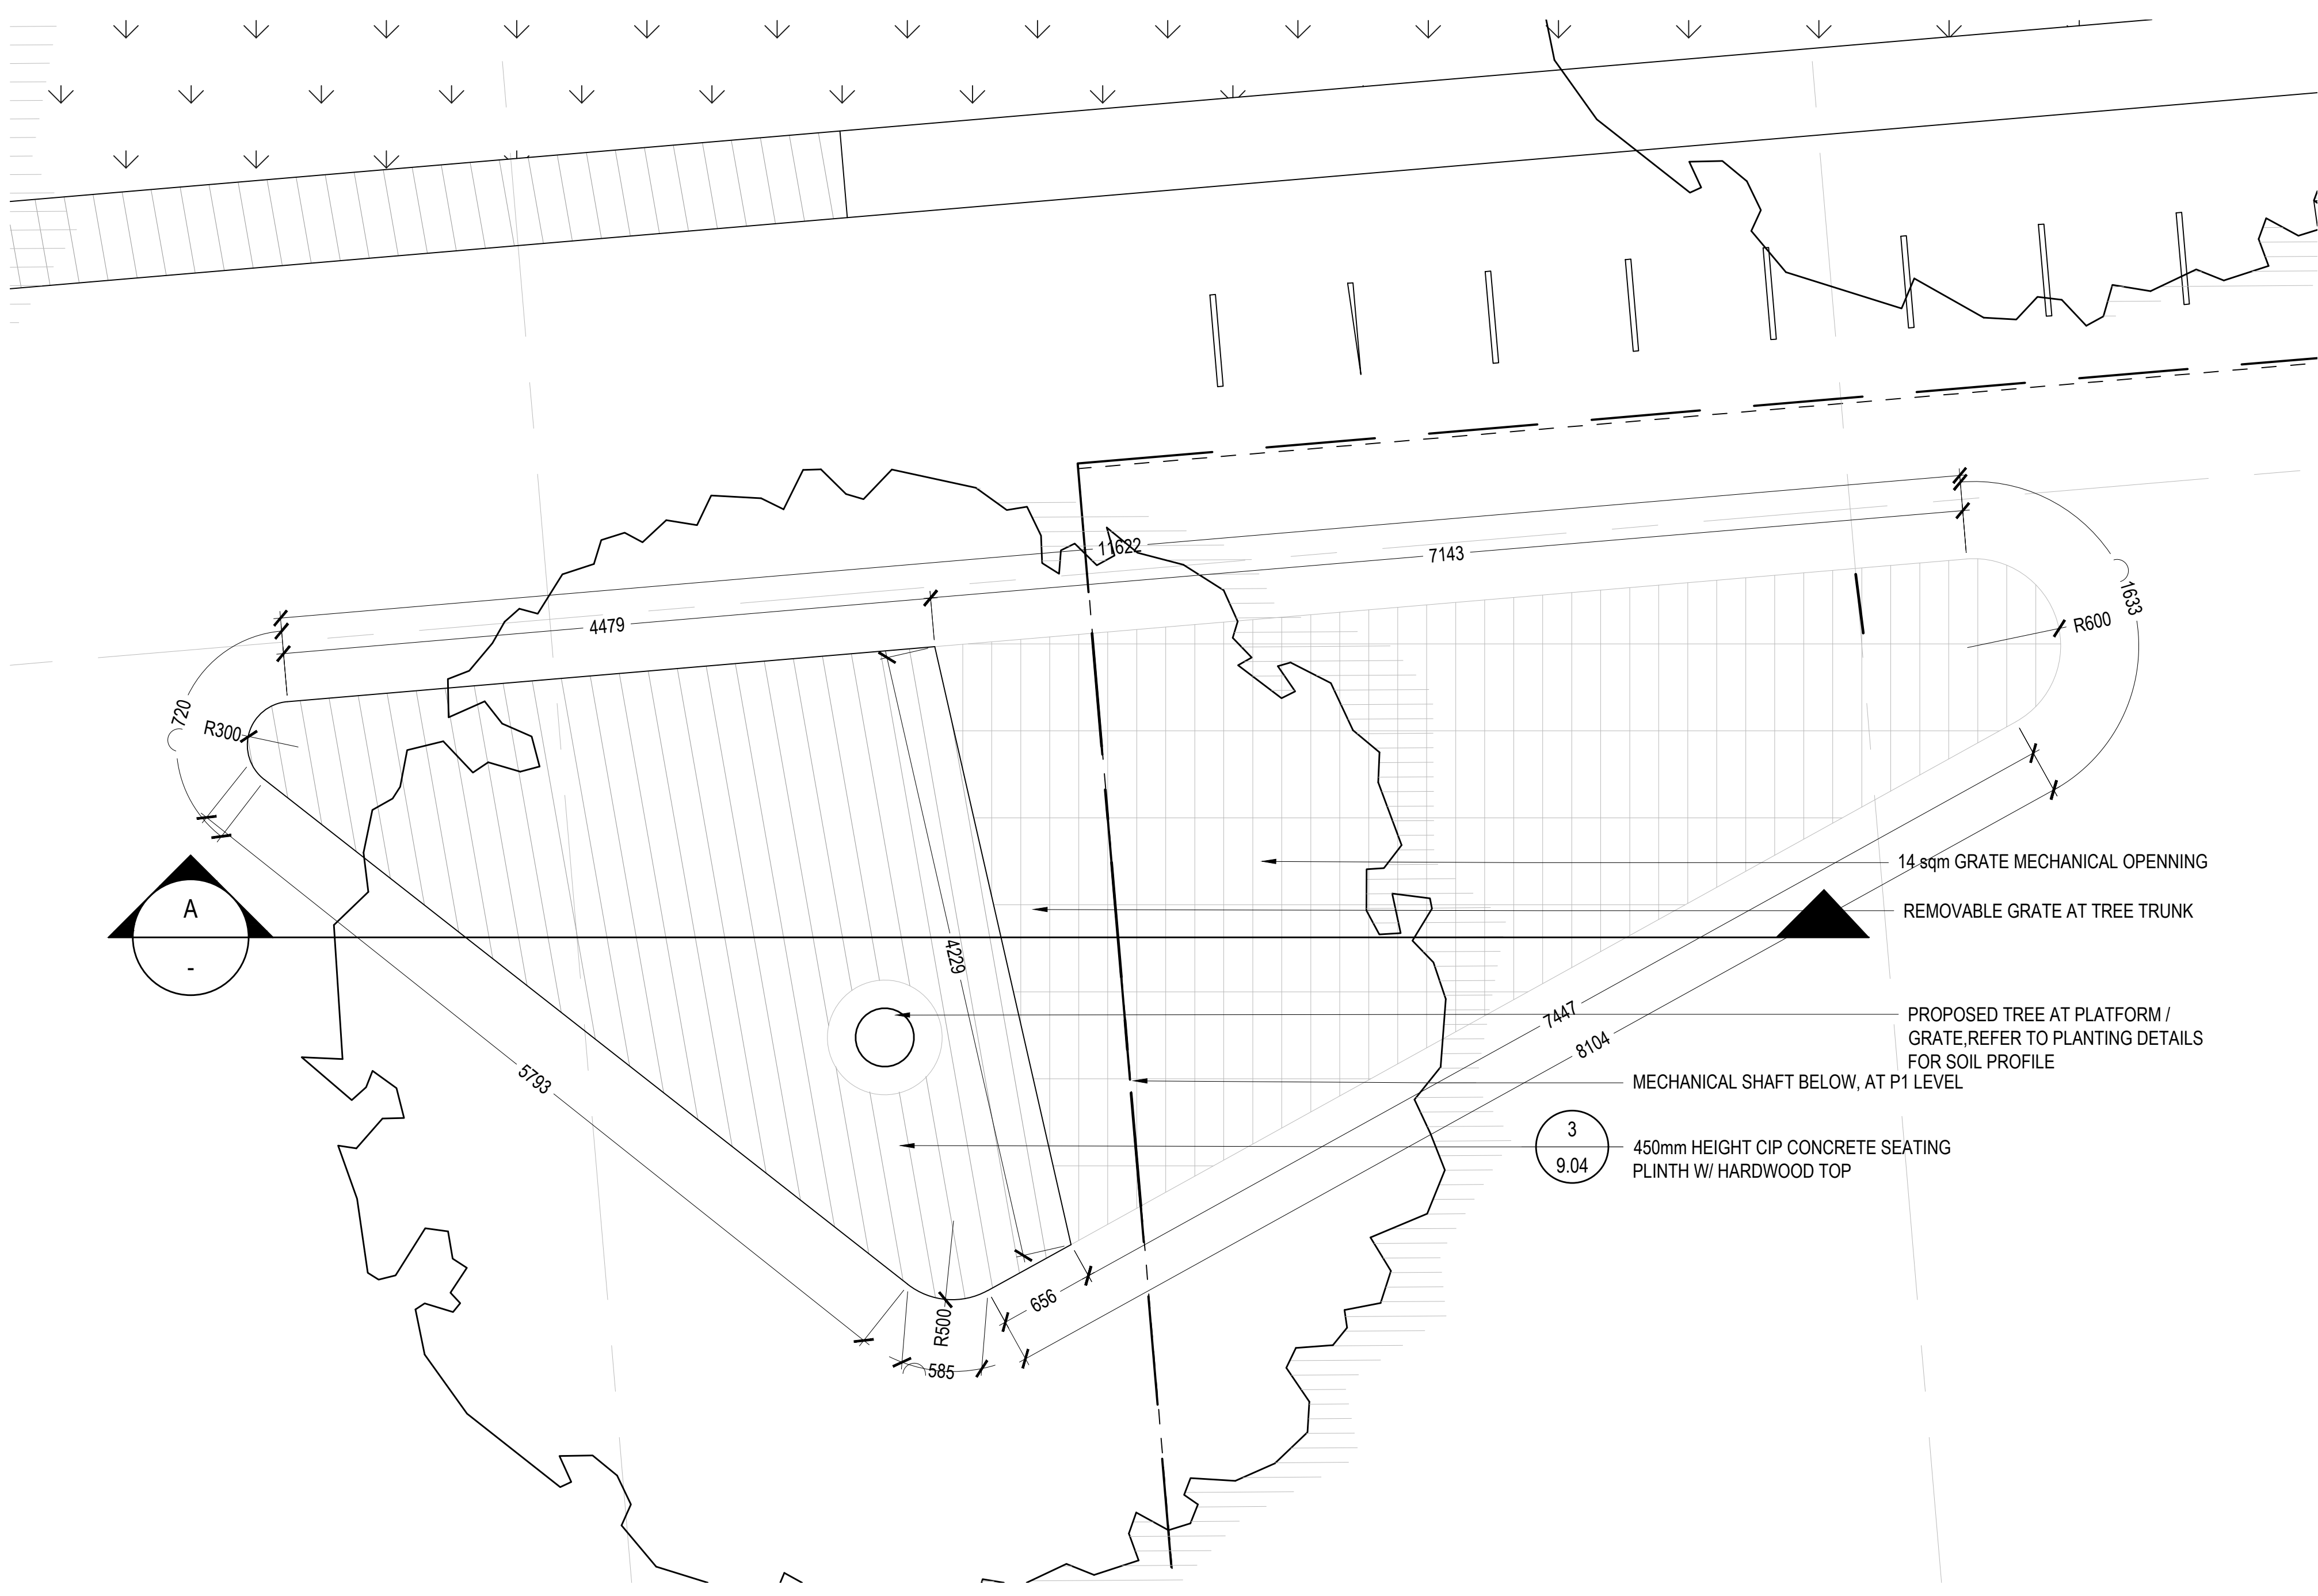 11622
7143
4479
1633
R600
720
R300
14 sqm GRATE MECHANICAL OPENNING
A
-
REMOVABLE GRATE AT TREE TRUNK
4229
7447
8104
PROPOSED TREE AT PLATFORM /
GRATE,REFER TO PLANTING DETAILS
FOR SOIL PROFILE
5793
MECHANICAL SHAFT BELOW, AT P1 LEVEL
3
9.04
450mm HEIGHT CIP CONCRETE SEATING
PLINTH W/ HARDWOOD TOP
656
R500
585